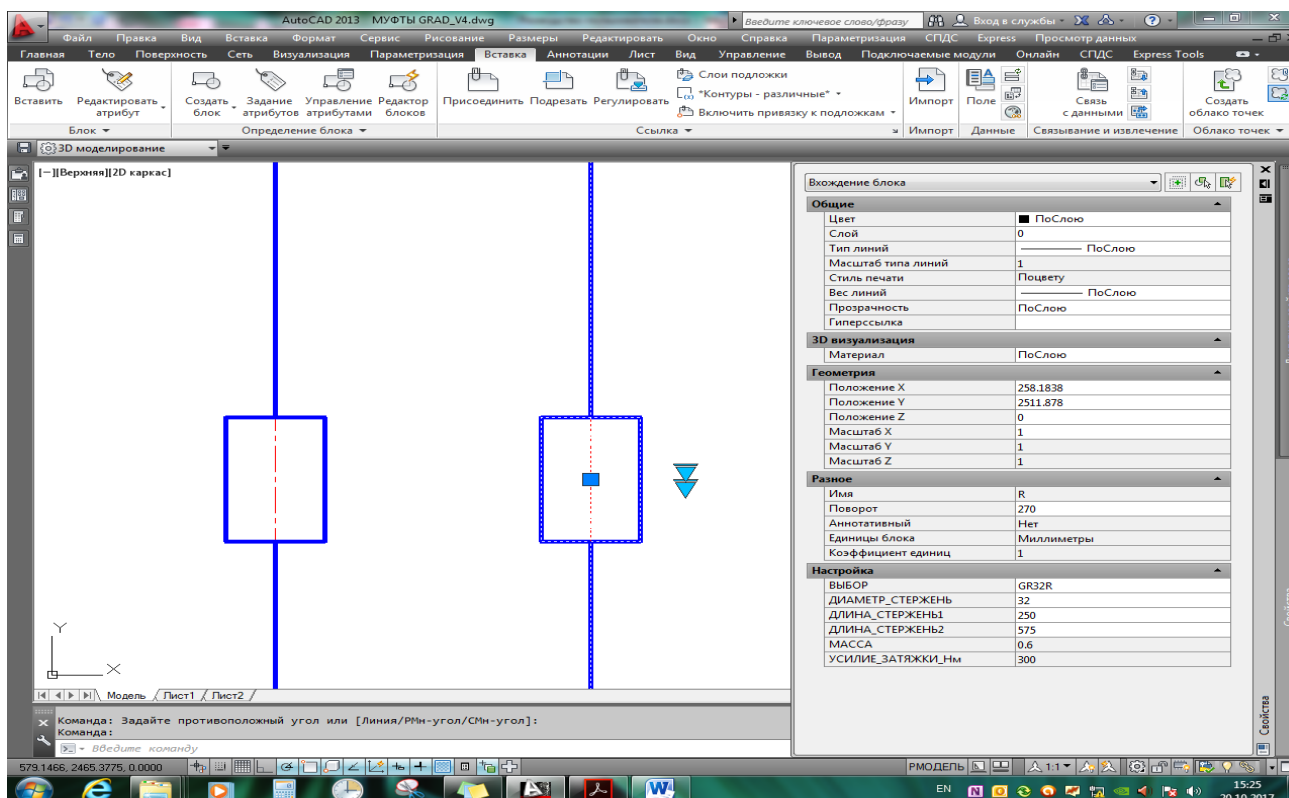 AutoCAD 2013 МУФТЫ GRAD_V4.dwg
Введите ключевое слово/фразу
Вход в службы
Файл Правка Вид Вставка Формат Сервис Рисование Размеры Редактировать Окно Справка Параметризация СПДС Express Просмотр данных
Главная Тело Поверхность Сеть Визуализация Параметризация Вставка Аннотации Лист Вид Управление Вывод Подключаемые модули Онлайн СПДС Express Tools
Вставить Редактировать атрибут
Создать блок Задание атрибутов Управление атрибутами Редактор блоков
Присоединить Подрезать Регулировать
Слои подложки
*Контуры - различные*
Включить привязку к подложкам
Импорт Поле
Связь с данными
Создать облако точек
Блок Определение блока Ссылка Импорт Данные Связывание и извлечение Облако точек
3D моделирование
[−][Верхняя][2D каркас]
Y
X
Вхождение блока
Общие
Цвет ПоСлою
Слой 0
Тип линий ПоСлою
Масштаб типа линий 1
Стиль печати Поцвету
Вес линий ПоСлою
Прозрачность ПоСлою
Гиперссылка
3D визуализация
Материал ПоСлою
Геометрия
Положение X 258.1838
Положение Y 2511.878
Положение Z 0
Масштаб X 1
Масштаб Y 1
Масштаб Z 1
Разное
Имя R
Поворот 270
Аннотативный Нет
Единицы блока Миллиметры
Коэффициент единиц 1
Настройка
ВЫБОР GR32R
ДИАМЕТР_СТЕРЖЕНЬ 32
ДЛИНА_СТЕРЖЕНЬ1 250
ДЛИНА_СТЕРЖЕНЬ2 575
МАССА 0.6
УСИЛИЕ_ЗАТЯЖКИ_Нм 300
Свойства
Модель Лист1 Лист2
Команда: Задайте противоположный угол или [Линия/РМн-угол/СМн-угол]:
Команда:
Введите команду
579.1466, 2465.3775, 0.0000
РМОДЕЛЬ
1:1
EN
15:25
20.10.2017